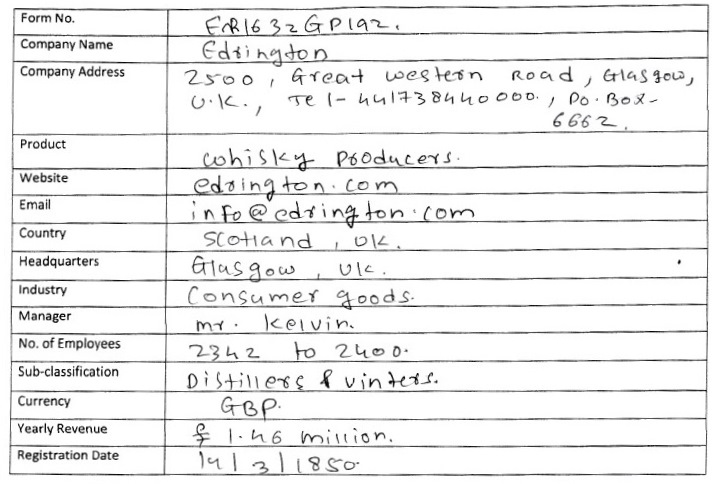 Form No. ERR1632GP192.
Company Name Edrington
Company Address 2500, Great western Road, Glasgow,
U.K., Tel-441738440000., Po. Box-
6662.
Product whisky Producers.
Website edrington.com
Email info@edrington.com
Country Scotland, UK.
Headquarters Glasgow, UK.
Industry Consumer goods.
Manager mr. Kelvin.
No. of Employees 2342 to 2400.
Sub-classification Distillers & vinters.
Currency GBP.
Yearly Revenue £ 1.46 million.
Registration Date 14/3/1850.